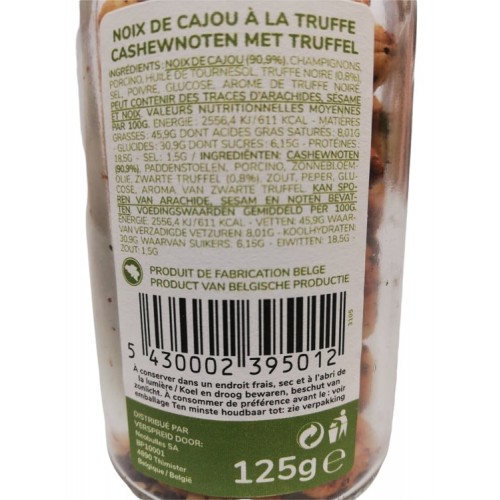 NOIX DE CAJOU À LA TRUFFE
CASHEWNOTEN MET TRUFFEL
INGRÉDIENTS: NOIX DE CAJOU (90,9%), CHAMPIGNONS,
PORCINO, HUILE DE TOURNESOL, TRUFFE NOIRE (0,8%),
SEL, POIVRE, GLUCOSE, AROME DE TRUFFE NOIRE
PEUT CONTENIR DES TRACES D'ARACHIDES, SESAME
ET NOIX. VALEURS NUTRITIONNELLES MOYENNES
PAR 100G. ENERGIE : 2556,4 KJ/611 KCAL - MATIÈRES
GRASSES : 45,9G DONT ACIDES GRAS SATURÉS : 8,01G
- GLUCIDES : 30,9G DONT SUCRES : 6,15G - PROTÉINES :
18,5G - SEL : 1,5G / INGREDIËNTEN: CASHEWNOTEN
(90,9%), PADDENSTOELEN, PORCINO, ZONNEBLOEM-
OLIE, ZWARTE TRUFFEL (0,8%), ZOUT, PEPER, GLU-
COSE, AROMA VAN ZWARTE TRUFFEL. KAN SPO-
REN VAN ARACHIDE, SESAM EN NOTEN BEVAT-
TEN VOEDINGSWAARDEN GEMIDDELD PER 100G.
ENERGIE: 2556,4 KJ/611 KCAL - VETTEN: 45,9G WAAR-
VAN VERZADIGDE VETZUREN: 8,01G - KOOLHYDRATEN:
30,9G WAARVAN SUIKERS: 6,15G - EIWITTEN: 18,5G -
ZOUT: 1,5G
PRODUIT DE FABRICATION BELGE
PRODUCT VAN BELGISCHE PRODUCTIE
5 430002 395012
À conserver dans un endroit frais, sec et à l'abri de
la lumière / Koel en droog bewaren, beschut van
zonlicht. À consommer de préférence avant le : voir
emballage Ten minste houdbaar tot: zie verpakking
DISTRIBUÉ PAR
VERSPREID DOOR:
Neohulles SA
BP10001
4890 Thimister
Belgique / België
125g e